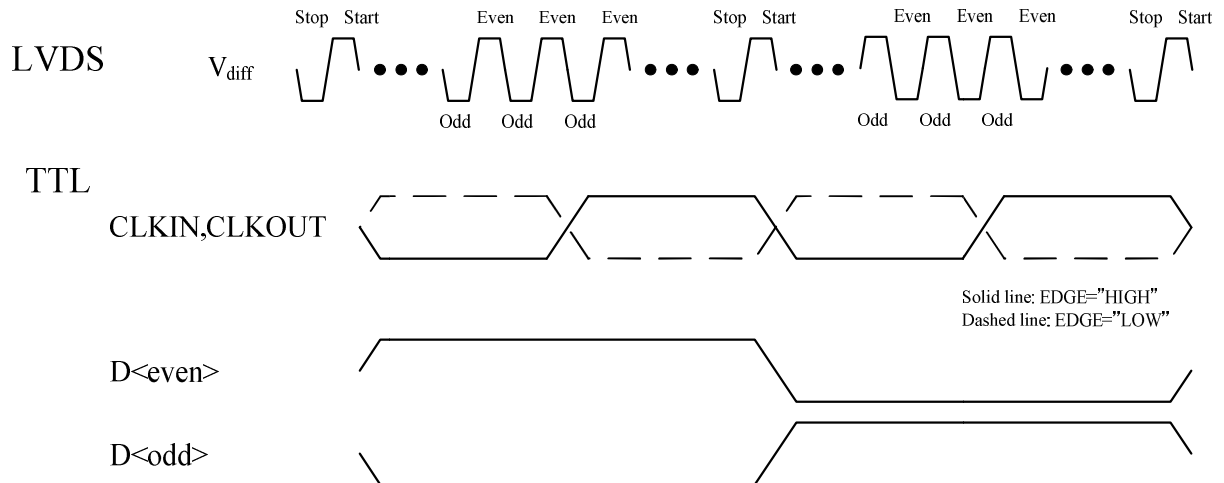 Stop Start Even Even Even Stop Start Even Even Even Stop Start
LVDS V_diff
Odd Odd Odd Odd Odd Odd
TTL
CLKIN,CLKOUT
Solid line: EDGE="HIGH"
Dashed line: EDGE="LOW"
D<even>
D<odd>